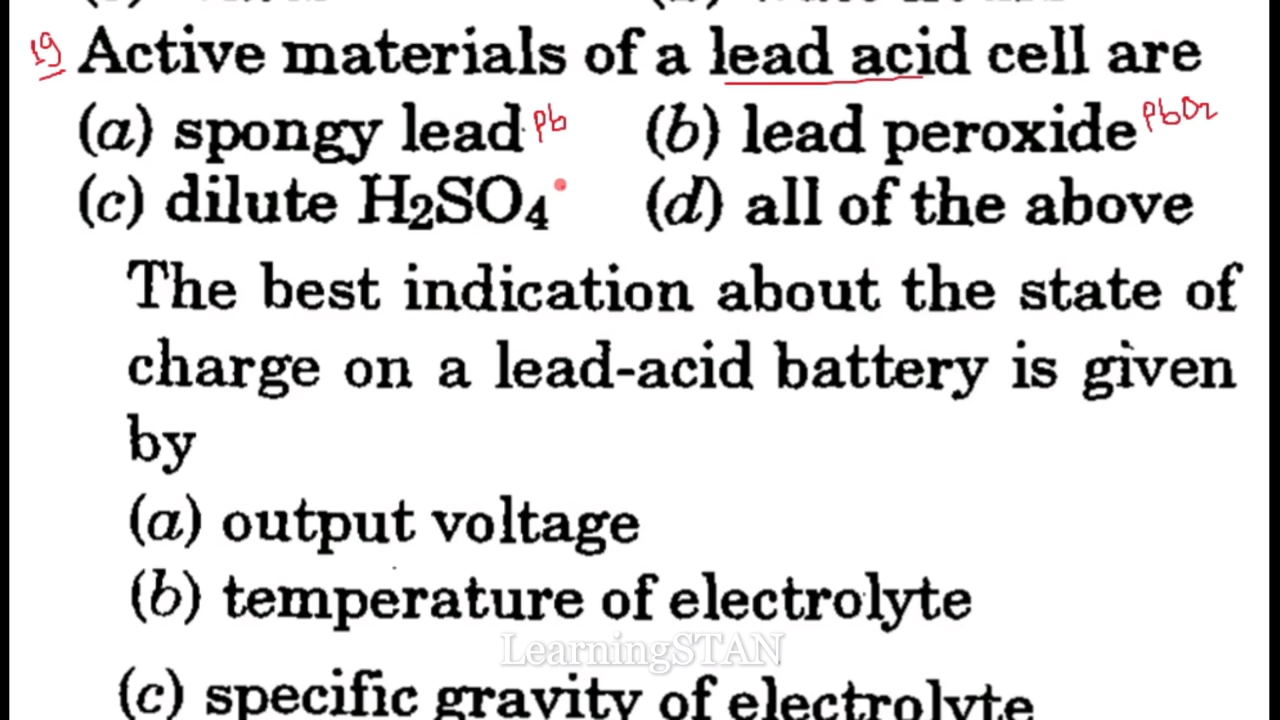 19 Active materials of a lead acid cell are
(a) spongy lead Pb (b) lead peroxide PbO2
(c) dilute H2SO4 (d) all of the above
The best indication about the state of
charge on a lead-acid battery is given
by
(a) output voltage
(b) temperature of electrolyte
LearningSTAN
(c) specific gravity of electrolyte